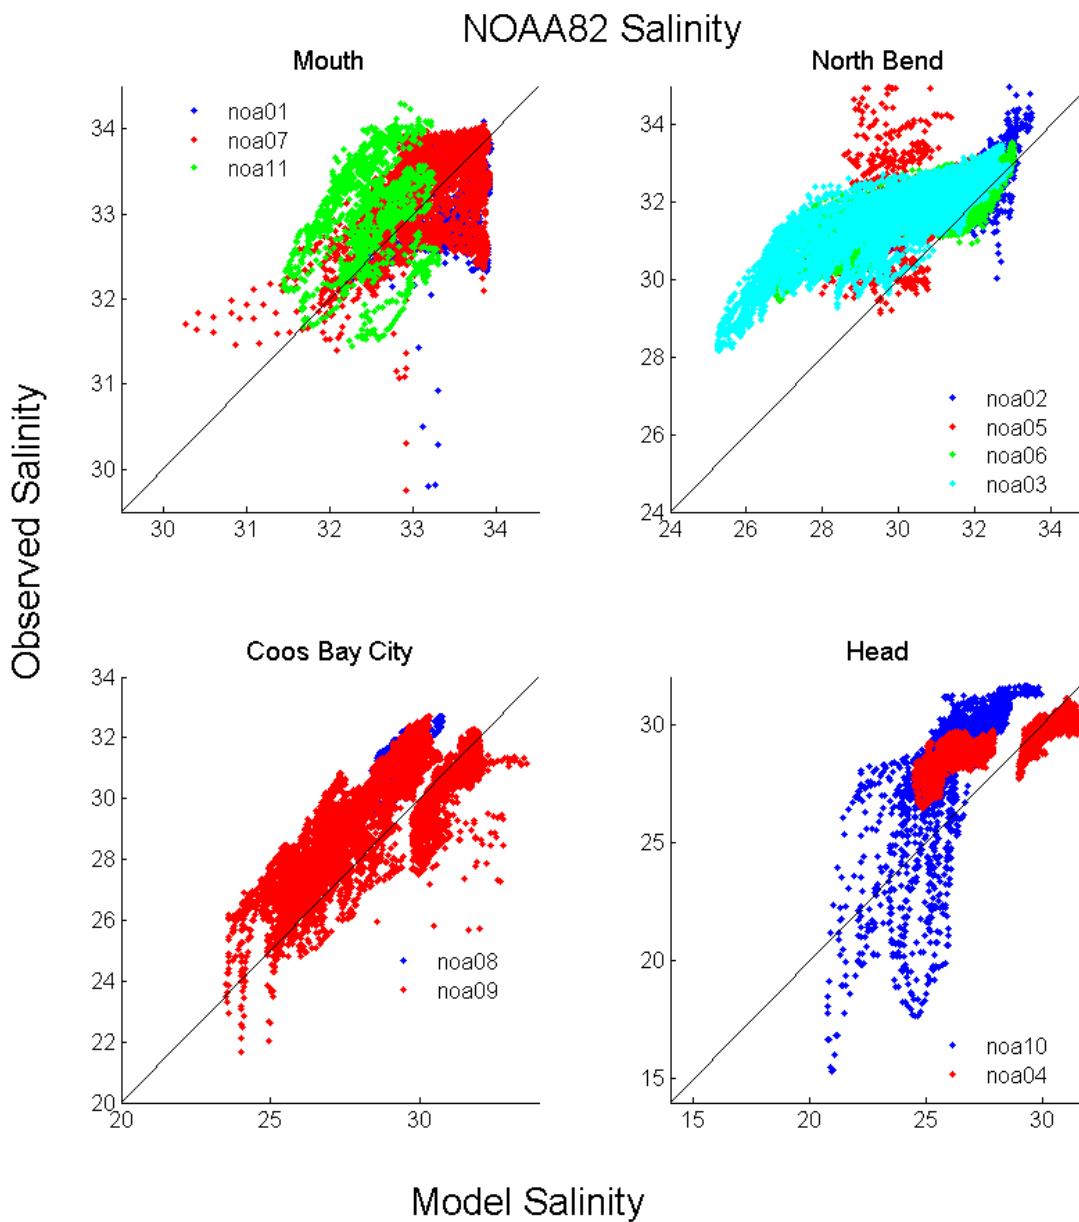 NOAA82 Salinity
Mouth
noa01
noa07
noa11
34
33
32
31
30
30 31 32 33 34
North Bend
34
32
30
28
26
24
24 26 28 30 32 34
noa02
noa05
noa06
noa03
Observed Salinity
Coos Bay City
34
32
30
28
26
24
22
20
20 25 30
noa08
noa09
Head
30
25
20
15
15 20 25 30
noa10
noa04
Model Salinity